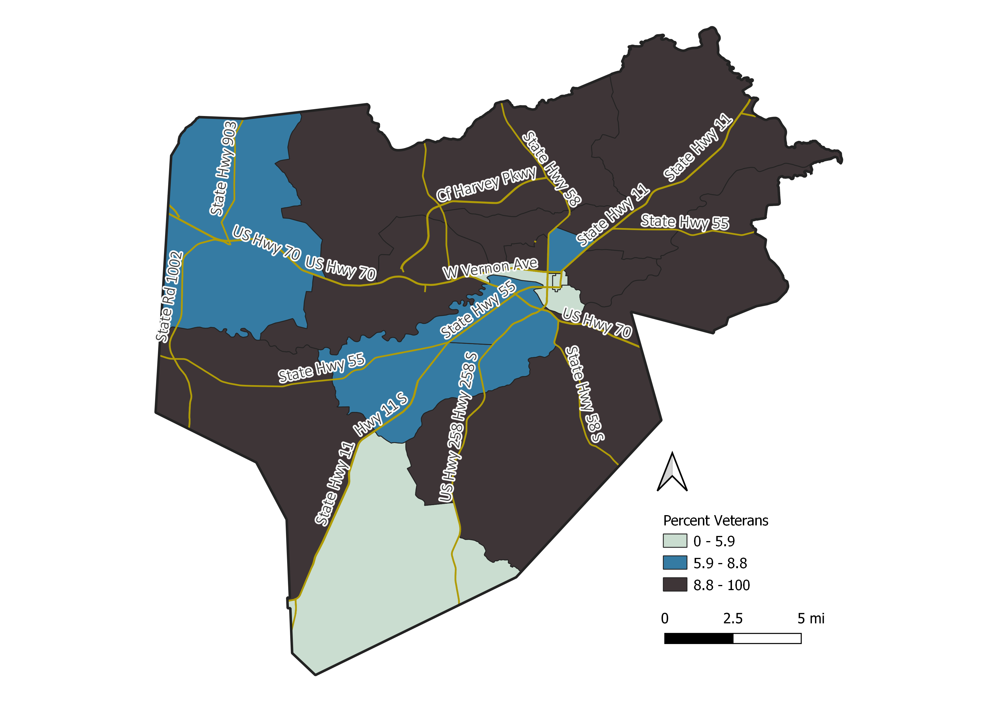 State Hwy 903
State Hwy 58
State Hwy 11
Cf Harvey Pkwy
State Hwy 11
State Hwy 55
US Hwy 70
US Hwy 70
W Vernon Ave
State Rd 1002
State Hwy 55
US Hwy 70
State Hwy 55
State Hwy 58 S
US Hwy 258 Hwy 258 S
Hwy 11 S
State Hwy 11
Percent Veterans
0 - 5.9
5.9 - 8.8
8.8 - 100
0 2.5 5 mi